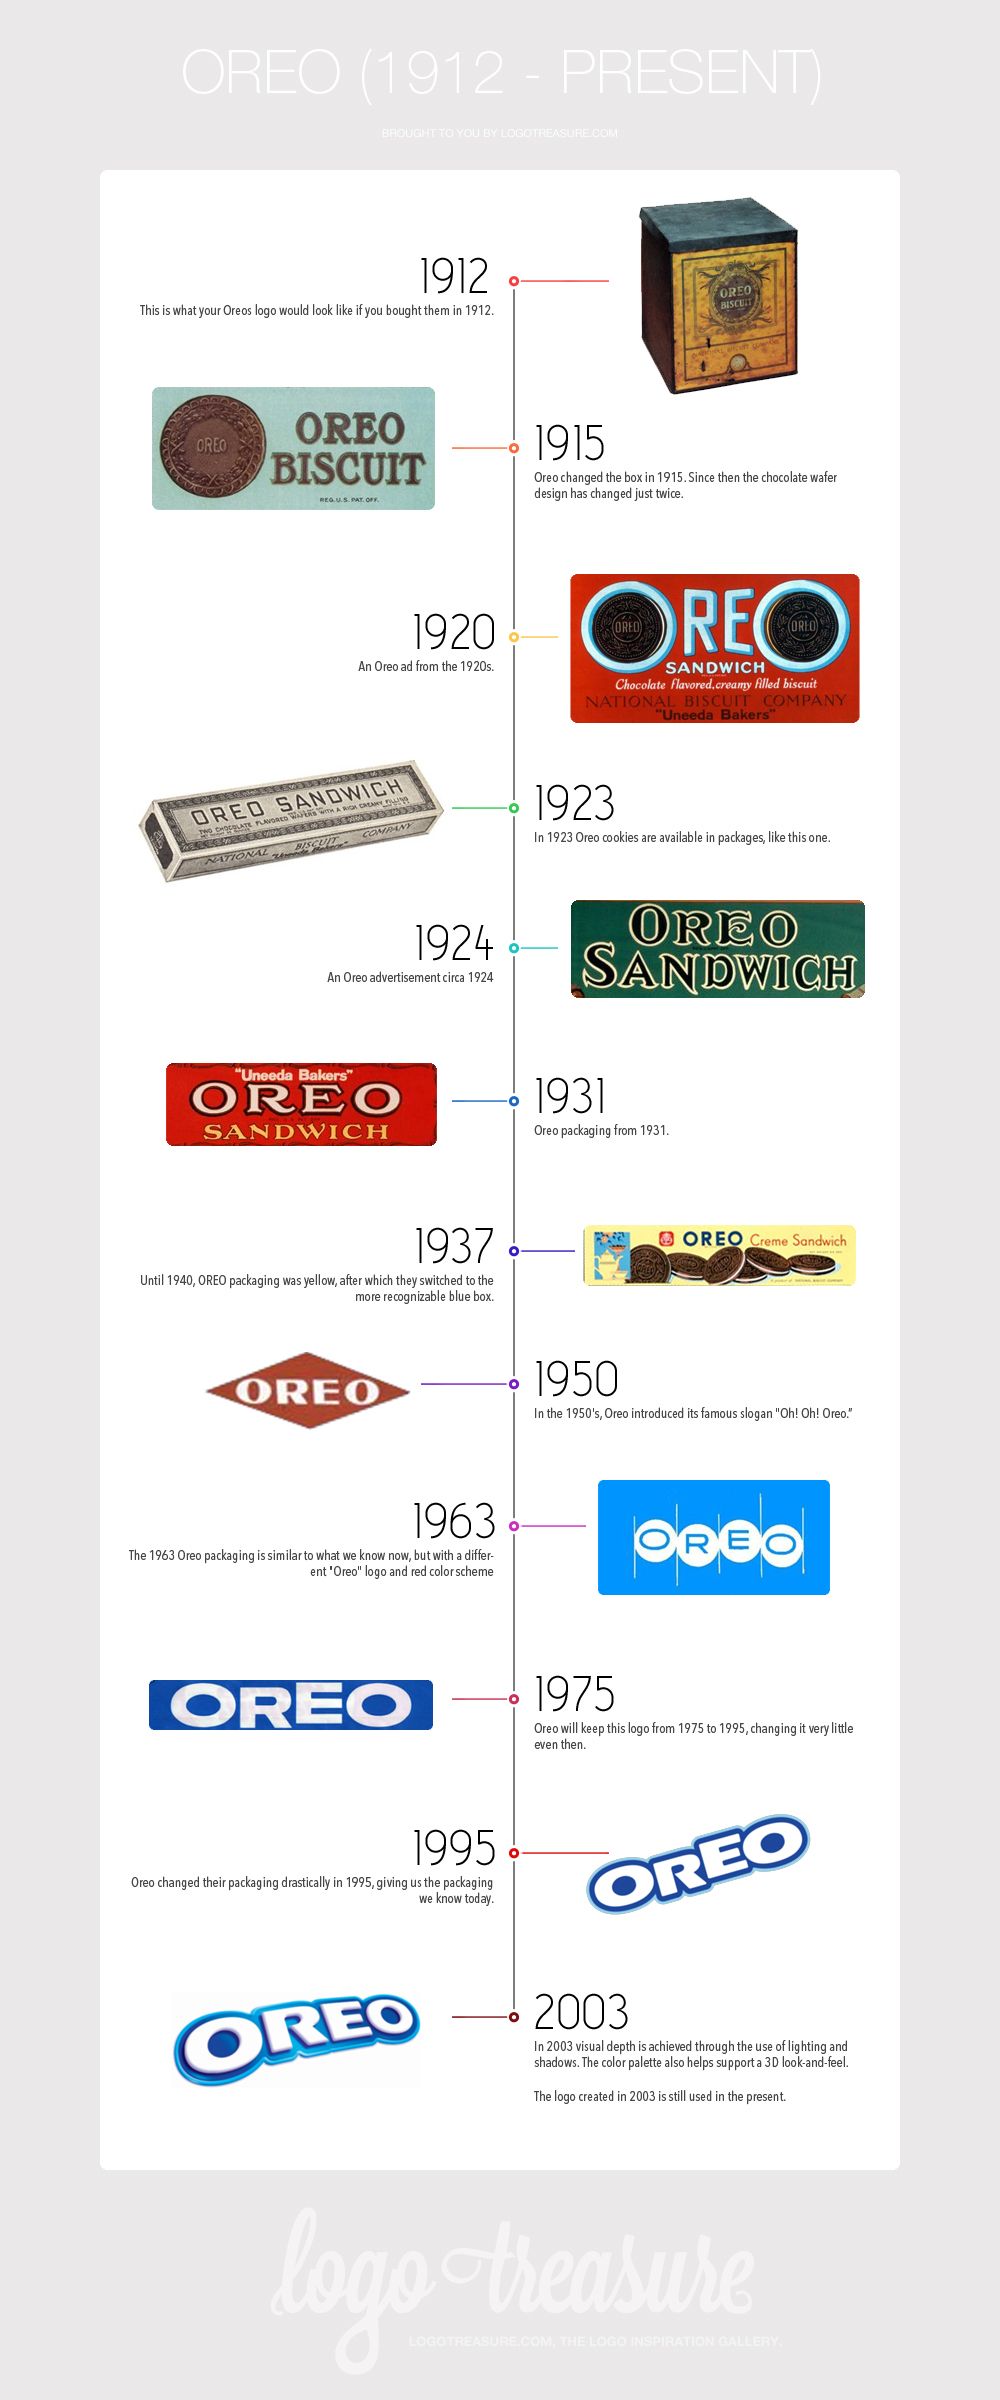 OREO (1912 - PRESENT)
BROUGHT TO YOU BY LOGOTREASURE.COM
1912
This is what your Oreos logo would look like if you bought them in 1912.
OREO
BISCUIT
NATIONAL BISCUIT COMPANY
OREO
OREO
BISCUIT
REG. U.S. PAT. OFF.
1915
Oreo changed the box in 1915. Since then the chocolate wafer
design has changed just twice.
1920
An Oreo ad from the 1920s.
OREO
OREO
OREO
SANDWICH
Chocolate flavored, creamy filled biscuit
NATIONAL BISCUIT COMPANY
"Uneeda Bakers"
OREO SANDWICH
TWO CHOCOLATE FLAVORED WAFERS WITH A RICH CREAMY FILLING
NATIONAL BISCUIT COMPANY
"Uneeda Bakers"
1923
In 1923 Oreo cookies are available in packages, like this one.
1924
An Oreo advertisement circa 1924
OREO
SANDWICH
"Uneeda Bakers"
OREO
SANDWICH
1931
Oreo packaging from 1931.
1937
Until 1940, OREO packaging was yellow, after which they switched to the
more recognizable blue box.
OREO Creme Sandwich
OREO
1950
In the 1950's, Oreo introduced its famous slogan "Oh! Oh! Oreo."
1963
The 1963 Oreo packaging is similar to what we know now, but with a differ-
ent "Oreo" logo and red color scheme
OREO
OREO
1975
Oreo will keep this logo from 1975 to 1995, changing it very little
even then.
1995
Oreo changed their packaging drastically in 1995, giving us the packaging
we know today.
OREO
OREO
2003
In 2003 visual depth is achieved through the use of lighting and
shadows. The color palette also helps support a 3D look-and-feel.
The logo created in 2003 is still used in the present.
logo treasure
LOGOTREASURE.COM, THE LOGO INSPIRATION GALLERY.